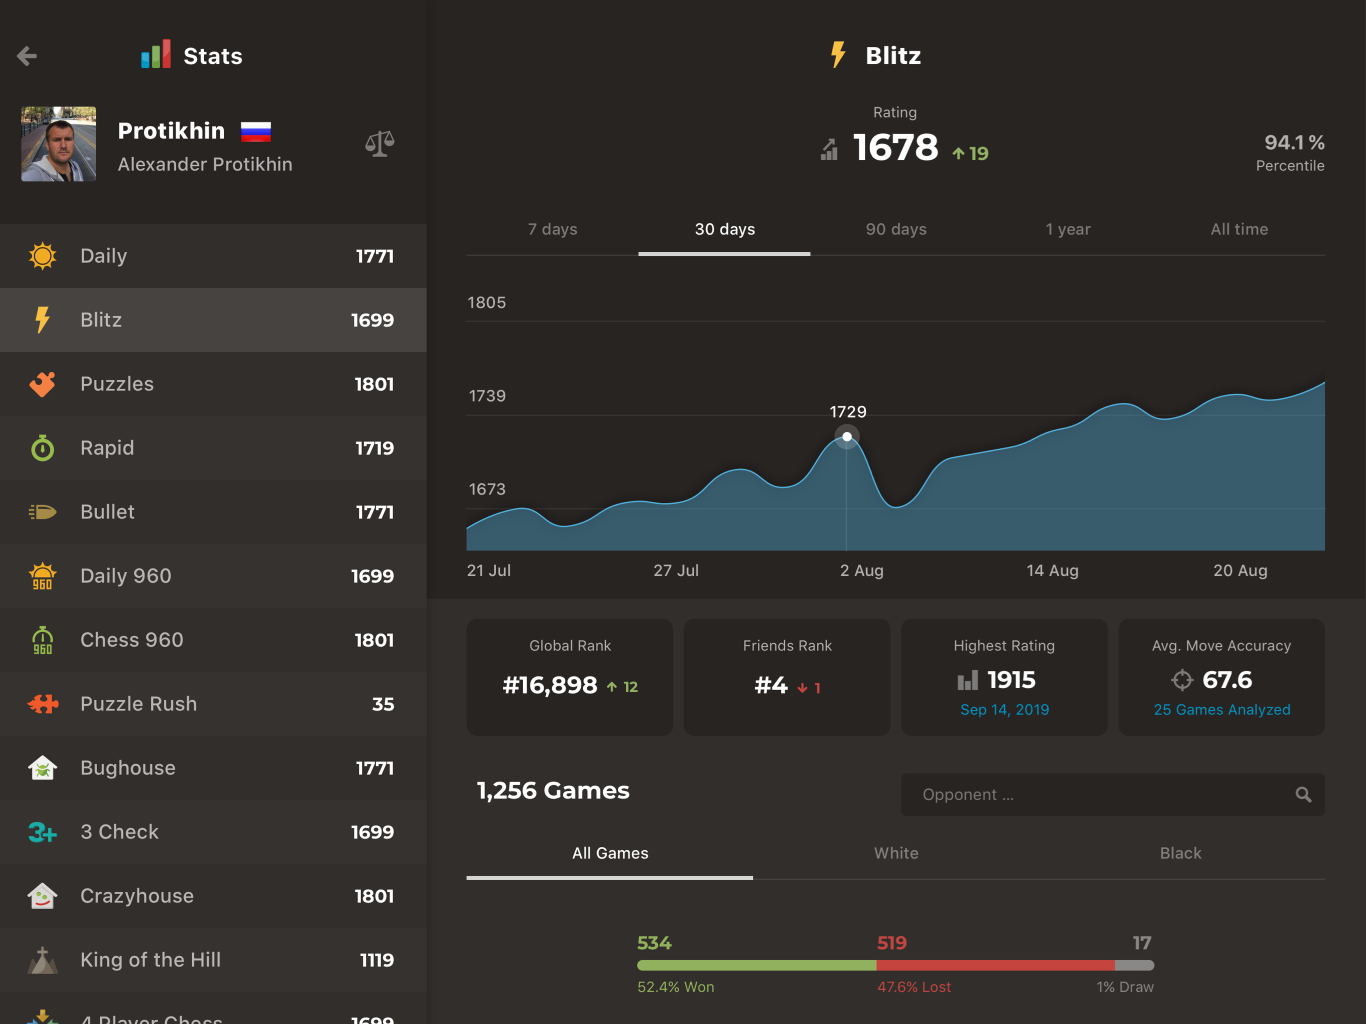 Stats
Protikhin
Alexander Protikhin
Daily 1771
Blitz 1699
Puzzles 1801
Rapid 1719
Bullet 1771
960 Daily 960 1699
960 Chess 960 1801
Puzzle Rush 35
Bughouse 1771
3+ 3 Check 1699
Crazyhouse 1801
King of the Hill 1119
4 Player Chess 1699
Blitz
Rating
1678 19
94.1 %
Percentile
7 days 30 days 90 days 1 year All time
1805
1739
1729
1673
21 Jul 27 Jul 2 Aug 14 Aug 20 Aug
Global Rank
#16,898 12
Friends Rank
#4 1
Highest Rating
1915
Sep 14, 2019
Avg. Move Accuracy
67.6
25 Games Analyzed
1,256 Games
Opponent ...
All Games White Black
534 519 17
52.4% Won 47.6% Lost 1% Draw